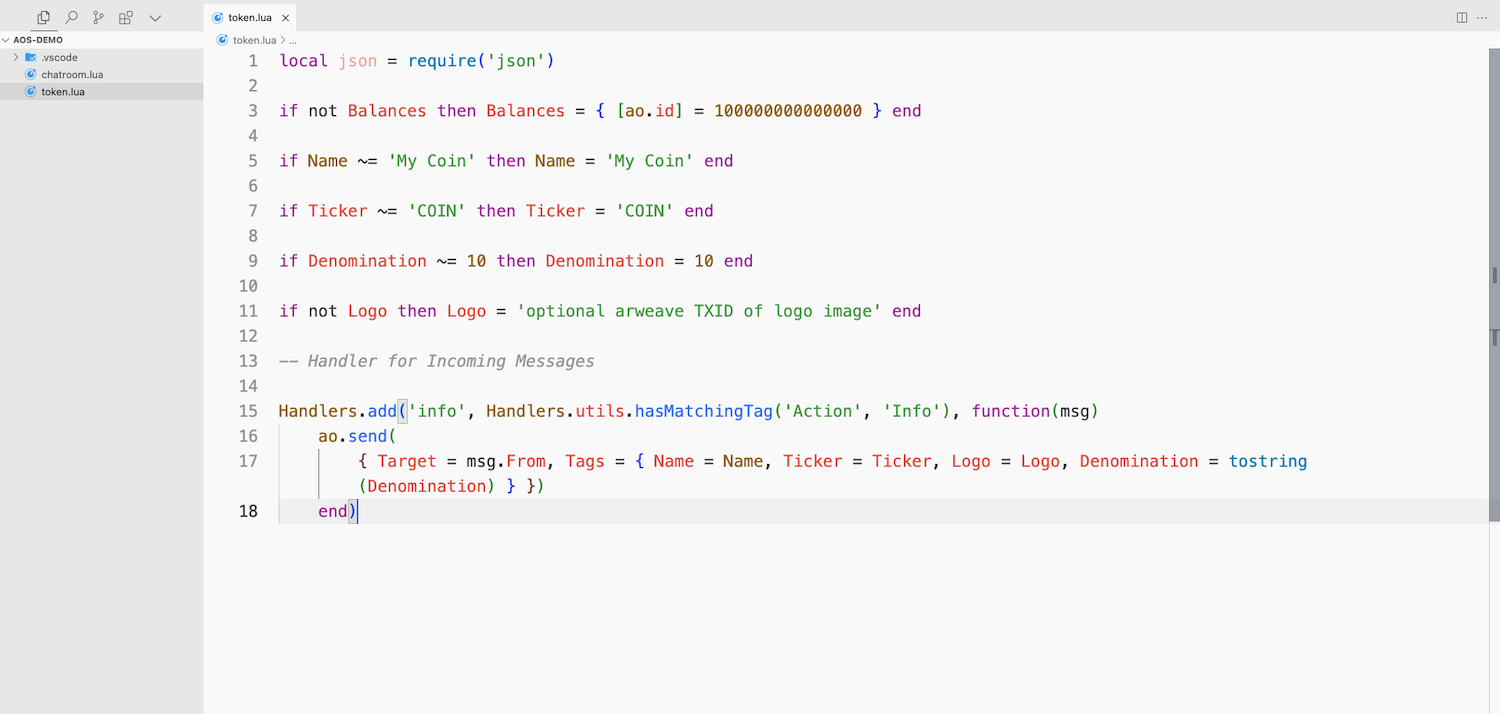 AOS-DEMO
.vscode
chatroom.lua
token.lua
token.lua
token.lua > ...
1 local json = require('json')
2
3 if not Balances then Balances = { [ao.id] = 100000000000000 } end
4
5 if Name ~= 'My Coin' then Name = 'My Coin' end
6
7 if Ticker ~= 'COIN' then Ticker = 'COIN' end
8
9 if Denomination ~= 10 then Denomination = 10 end
10
11 if not Logo then Logo = 'optional arweave TXID of logo image' end
12
13 -- Handler for Incoming Messages
14
15 Handlers.add('info', Handlers.utils.hasMatchingTag('Action', 'Info'), function(msg)
16 ao.send(
17 { Target = msg.From, Tags = { Name = Name, Ticker = Ticker, Logo = Logo, Denomination = tostring
(Denomination) } })
18 end)